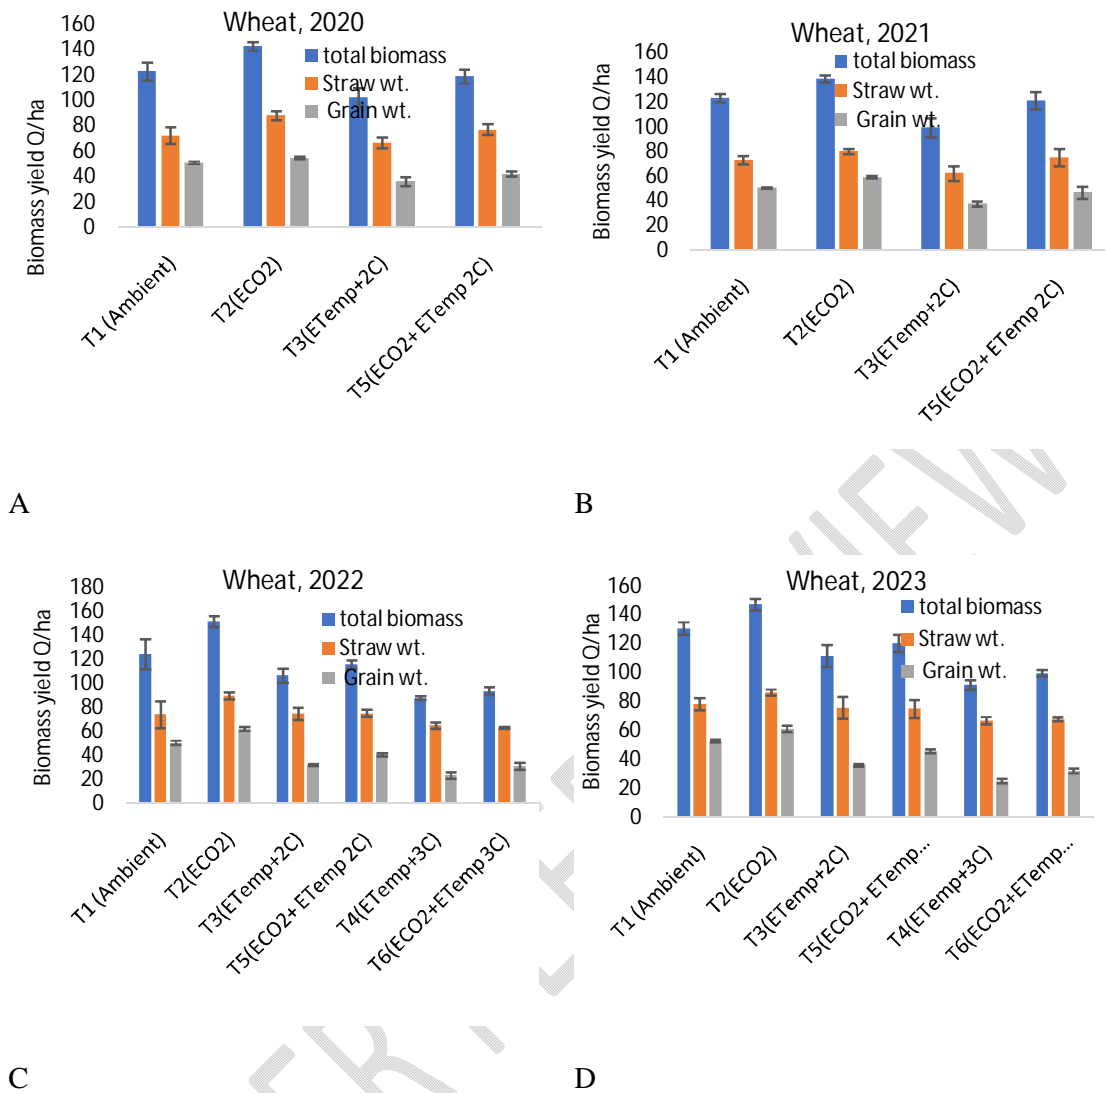 Wheat, 2020
Biomass yield Q/ha
160
140
120
100
80
60
40
20
0
total biomass
Straw wt.
Grain wt.
T1 (Ambient)
T2(ECO2)
T3(ETemp+2C)
T5(ECO2+ ETemp 2C)
A
Wheat, 2021
Biomass yield Q/ha
160
140
120
100
80
60
40
20
0
total biomass
Straw wt.
Grain wt.
T1 (Ambient)
T2(ECO2)
T3(ETemp+2C)
T5(ECO2+ ETemp 2C)
B
Wheat, 2022
Biomass yield Q/ha
180
160
140
120
100
80
60
40
20
0
total biomass
Straw wt.
Grain wt.
T1 (Ambient)
T2(ECO2)
T3(ETemp+2C)
T5(ECO2+ ETemp 2C)
T4(ETemp+3C)
T6(ECO2+ETemp 3C)
C
Wheat, 2023
Biomass yield Q/ha
160
140
120
100
80
60
40
20
0
total biomass
Straw wt.
Grain wt.
T1 (Ambient)
T2(ECO2)
T3(ETemp+2C)
T5(ECO2+ ETemp...
T4(ETemp+3C)
T6(ECO2+ETemp...
D